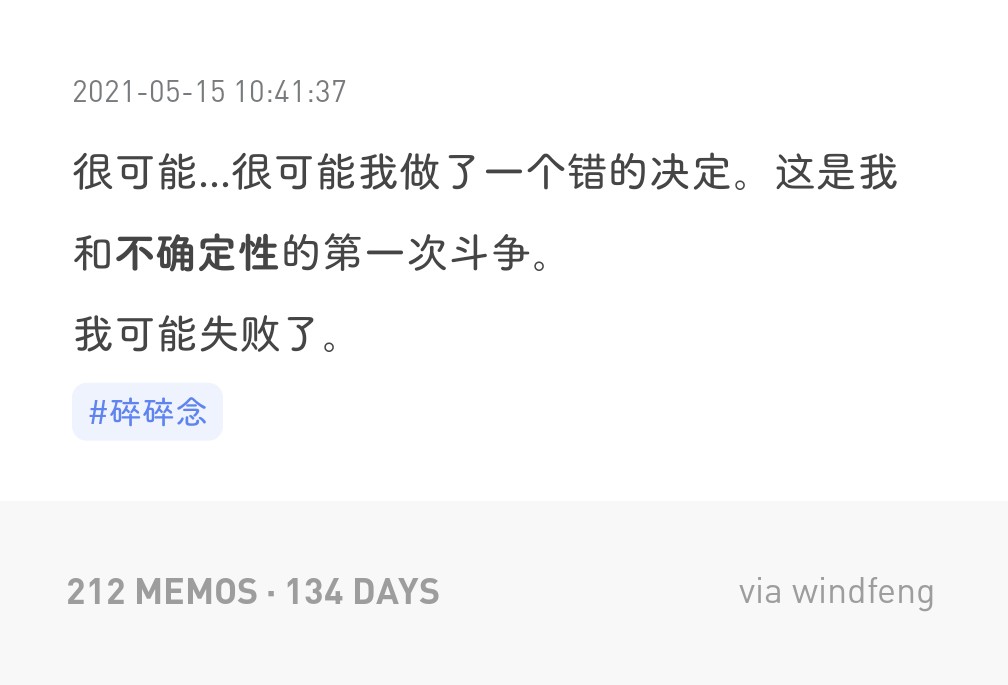 2021-05-15 10:41:37
很可能...很可能我做了一个错的决定。这是我
和不确定性的第一次斗争。
我可能失败了。
#碎碎念
212 MEMOS · 134 DAYS
via windfeng